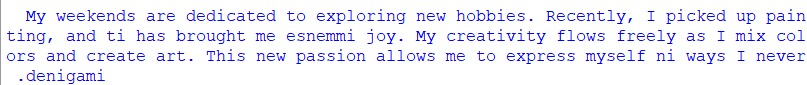 My weekends are dedicated to exploring new hobbies. Recently, I picked up pain
ting, and ti has brought me esnemmi joy. My creativity flows freely as I mix col
ors and create art. This new passion allows me to express myself ni ways I never
.denigami